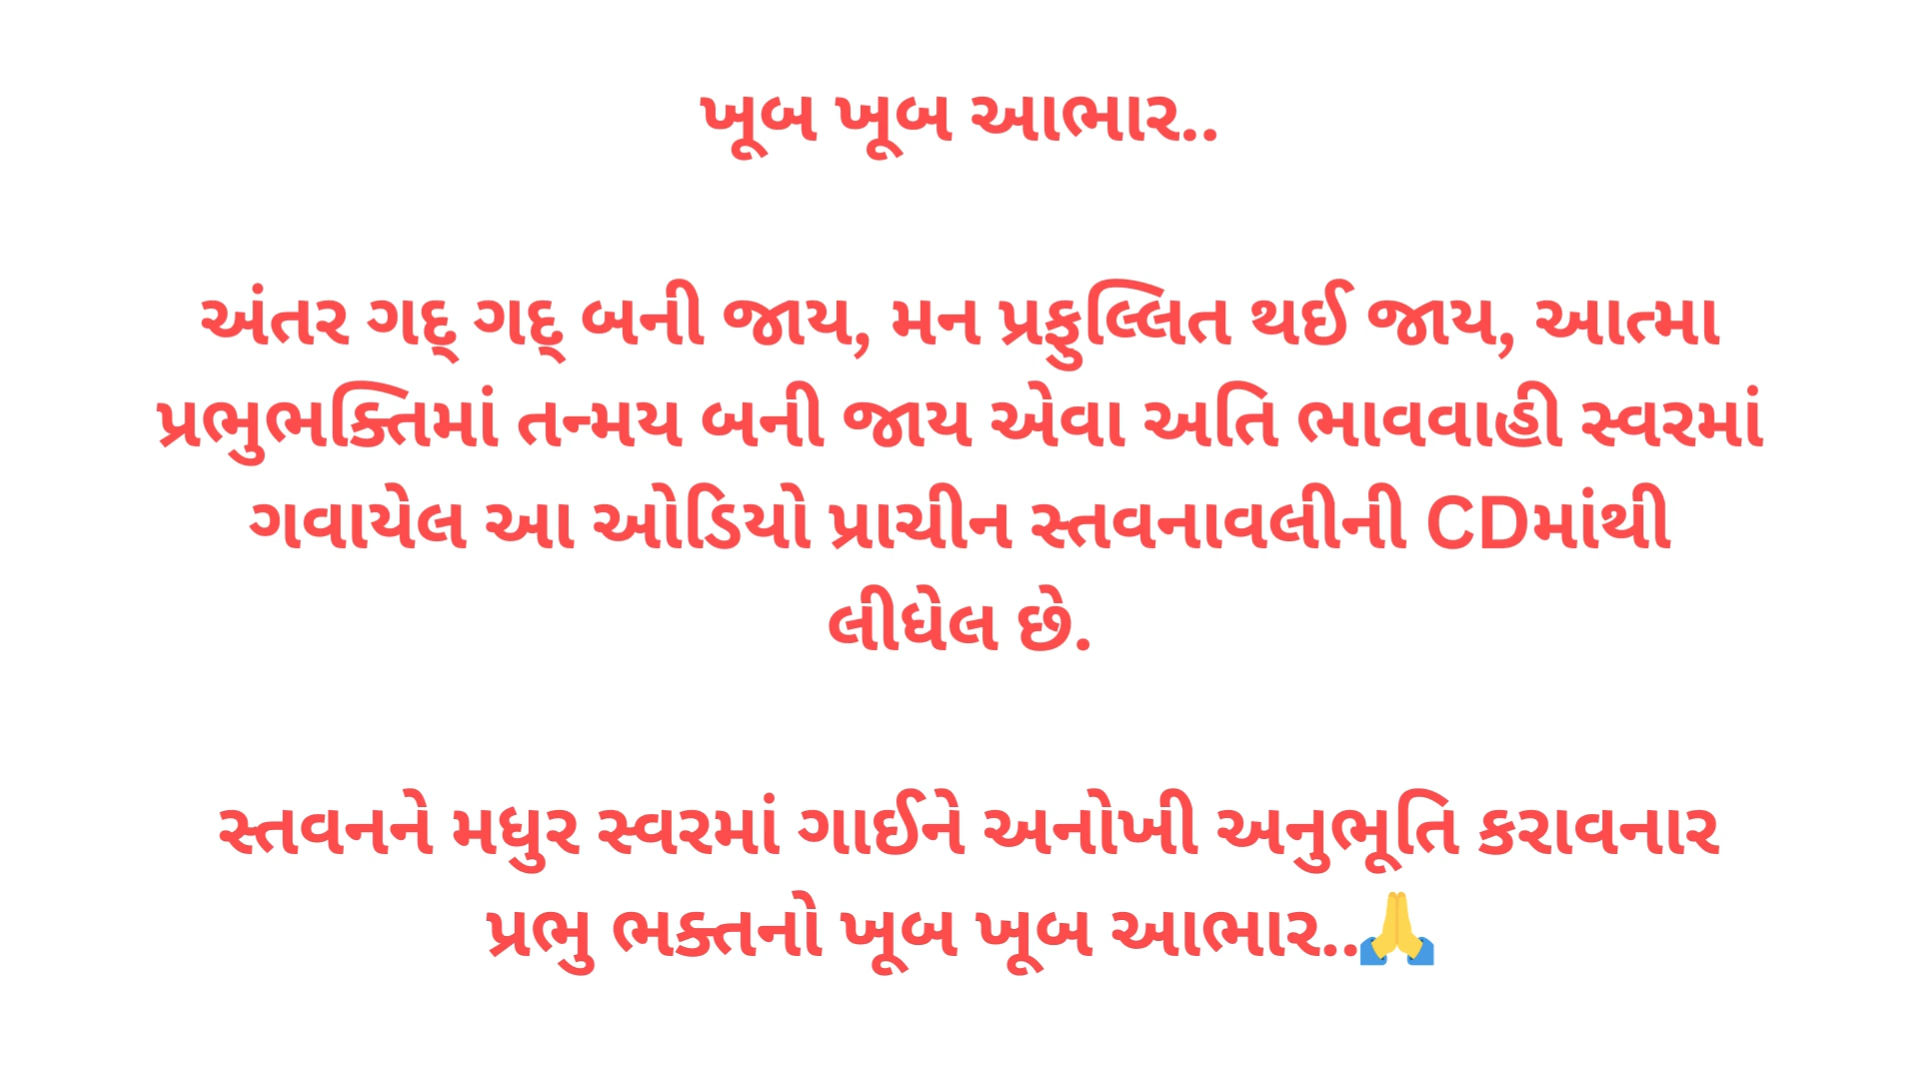 ખૂબ ખૂબ આભાર..
અંતર ગદ્ ગદ્ બની જાય, મન પ્રફુલ્લિત થઈ જાય, આત્મા
પ્રભુભક્તિમાં તન્મય બની જાય એવા અતિ ભાવવાહી સ્વરમાં
ગવાયેલ આ ઓડિયો પ્રાચીન સ્તવનાવલીની CDમાંથી
લીધેલ છે.
સ્તવનને મધુર સ્વરમાં ગાઈને અનોખી અનુભૂતિ કરાવનાર
પ્રભુ ભક્તનો ખૂબ ખૂબ આભાર..🙏